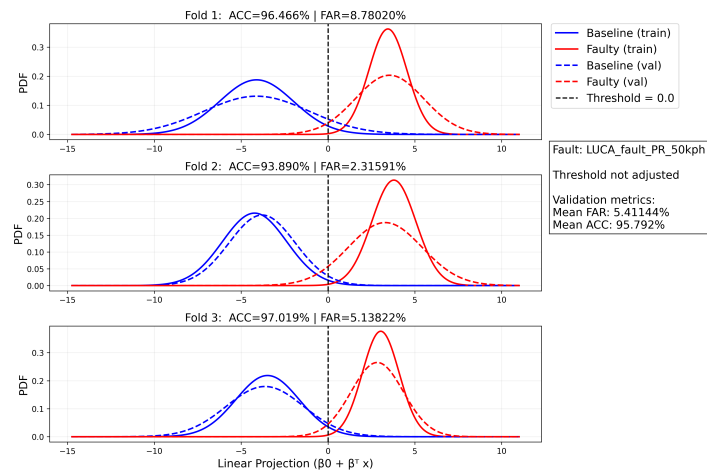 Fold 1:  ACC=96.466% | FAR=8.78020%
PDF
0.3
0.2
0.1
0.0
−15
−10
−5
0
5
10
Baseline (train)
Faulty (train)
Baseline (val)
Faulty (val)
Threshold = 0.0
Fault: LUCA_fault_PR_50kph
Threshold not adjusted
Validation metrics:
Mean FAR: 5.41144%
Mean ACC: 95.792%
Fold 2:  ACC=93.890% | FAR=2.31591%
PDF
0.30
0.25
0.20
0.15
0.10
0.05
0.00
−15
−10
−5
0
5
10
Fold 3:  ACC=97.019% | FAR=5.13822%
PDF
0.3
0.2
0.1
0.0
−15
−10
−5
0
5
10
Linear Projection (β0 + βᵀ x)